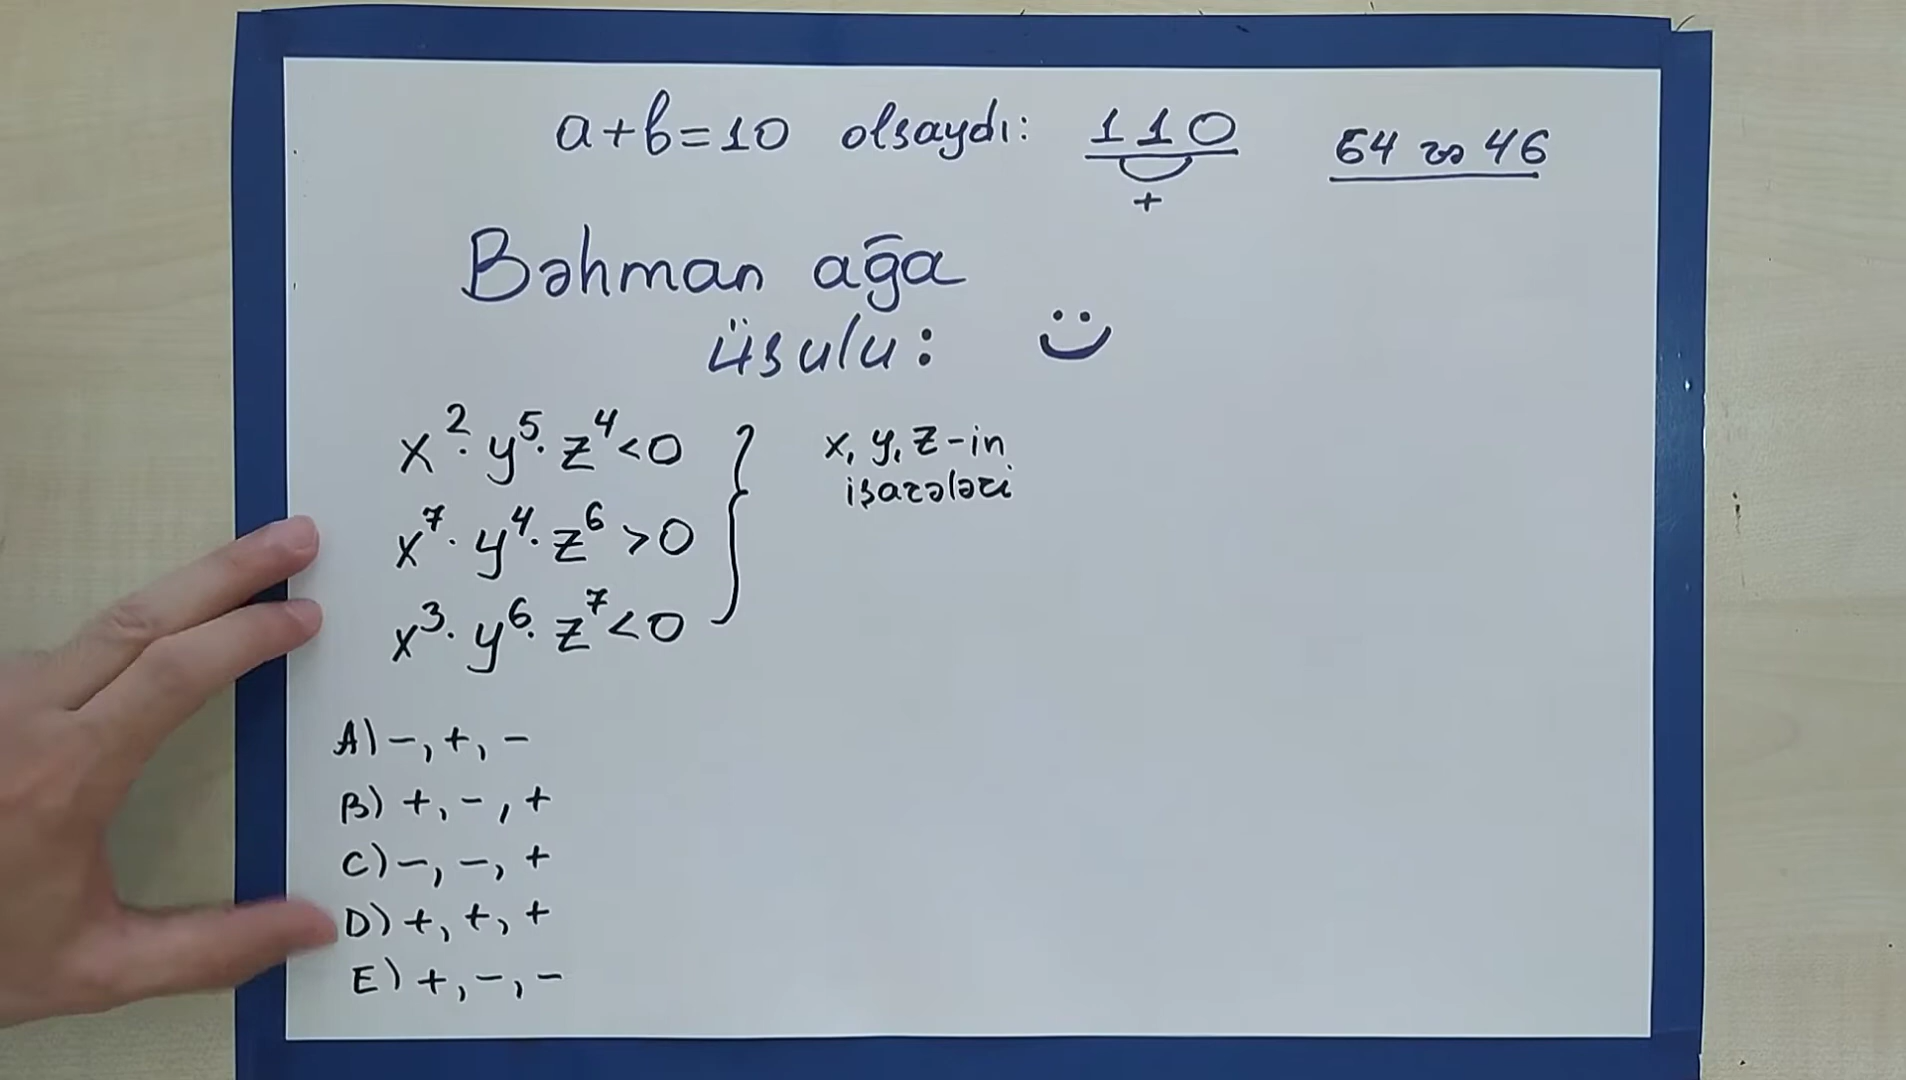 a+b=10 olsaydı: 110 64 və 46
+
Bəhman ağa
üsulu:
x²·y⁵·z⁴<0 x, y, z-in
işarələri
x⁷·y⁴·z⁶>0
x³·y⁶·z⁷<0
A) -, +, -
B) +, -, +
C) -, -, +
D) +, +, +
E) +, -, -